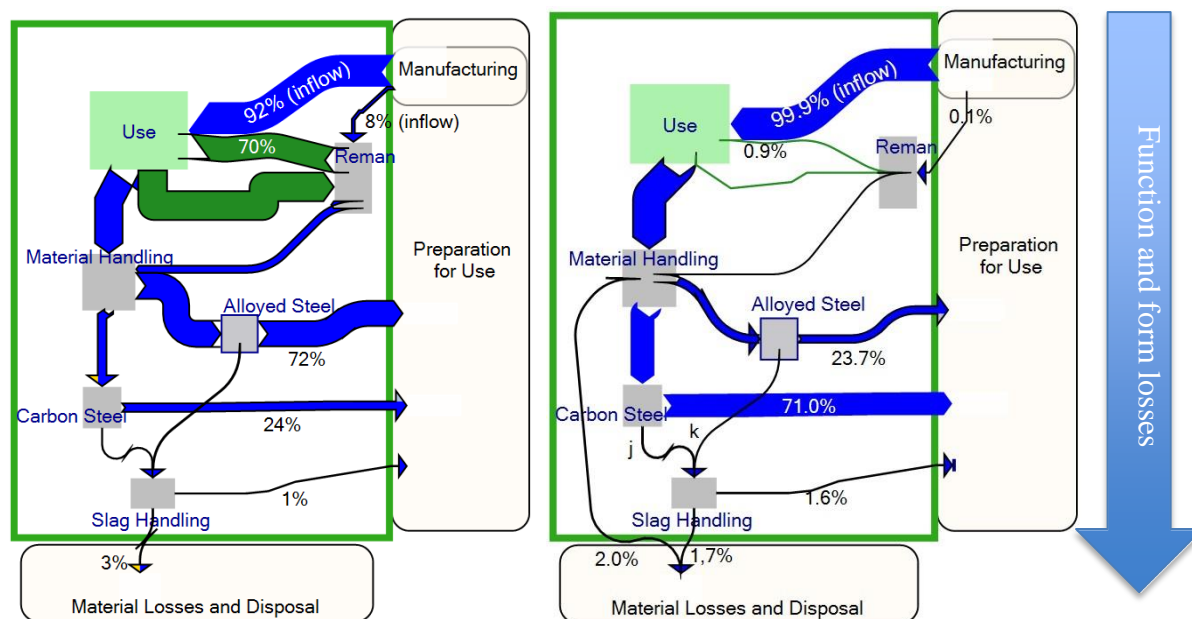 Manufacturing
92% (inflow)
8% (inflow)
Use
70%
Reman
Material Handling
Preparation
for Use
Alloyed Steel
72%
Carbon Steel
24%
1%
Slag Handling
3%
Material Losses and Disposal
Manufacturing
99.9% (inflow)
0.1%
Use
0.9%
Reman
Material Handling
Preparation
for Use
Alloyed Steel
23.7%
Carbon Steel
71.0%
j
k
1.6%
Slag Handling
2.0%
1,7%
Material Losses and Disposal
Function and form losses